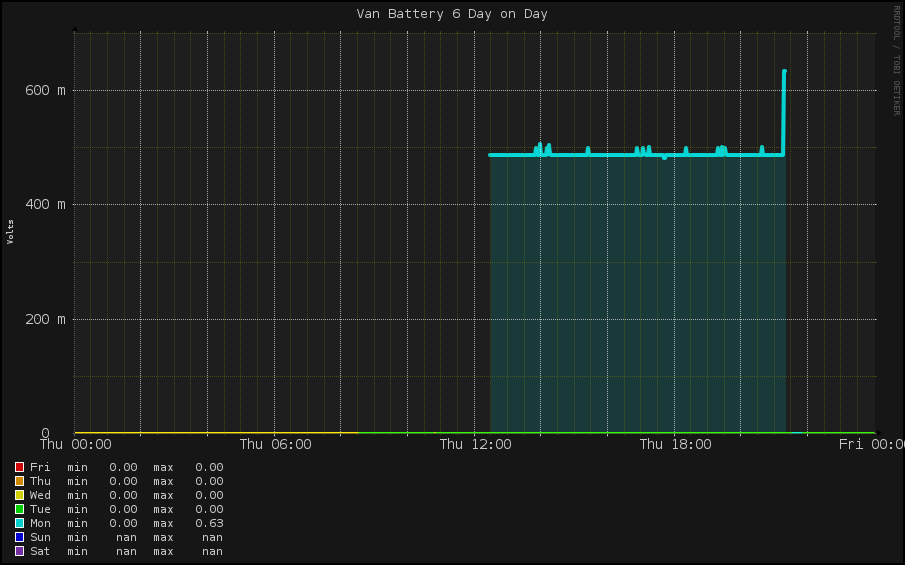 Van Battery 6 Day on Day
RRDTOOL / TOBI OETIKER
600 m
400 m
200 m
0
Volts
Thu 00:00 Thu 06:00 Thu 12:00 Thu 18:00 Fri 00:00
Fri min 0.00 max 0.00
Thu min 0.00 max 0.00
Wed min 0.00 max 0.00
Tue min 0.00 max 0.00
Mon min 0.00 max 0.63
Sun min nan max nan
Sat min nan max nan